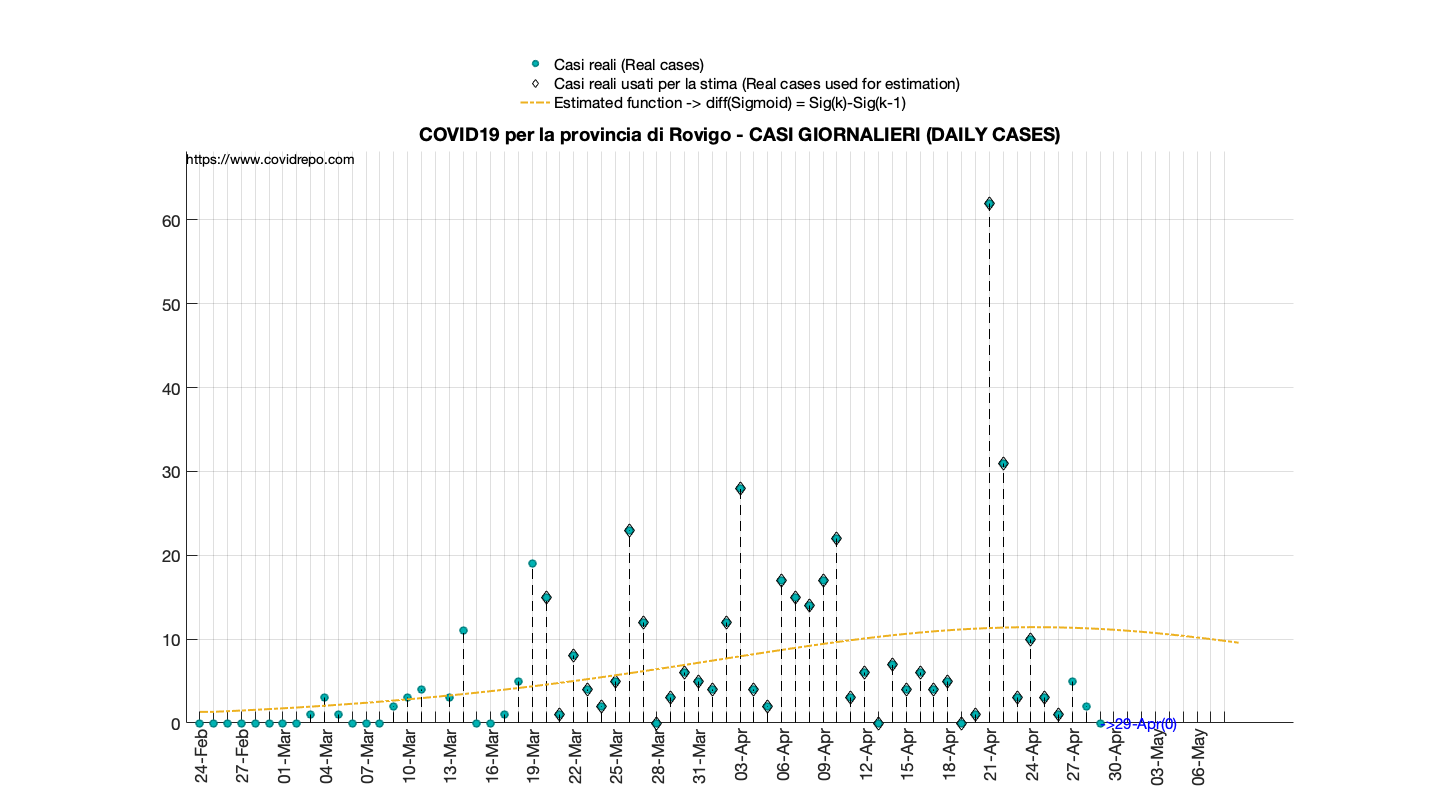 Casi reali (Real cases)
Casi reali usati per la stima (Real cases used for estimation)
Estimated function -> diff(Sigmoid) = Sig(k)-Sig(k-1)
COVID19 per la provincia di Rovigo - CASI GIORNALIERI (DAILY CASES)
https://www.covidrepo.com
60
50
40
30
20
10
0
->29-Apr(0)
24-Feb
27-Feb
01-Mar
04-Mar
07-Mar
10-Mar
13-Mar
16-Mar
19-Mar
22-Mar
25-Mar
28-Mar
31-Mar
03-Apr
06-Apr
09-Apr
12-Apr
15-Apr
18-Apr
21-Apr
24-Apr
27-Apr
30-Apr
03-May
06-May